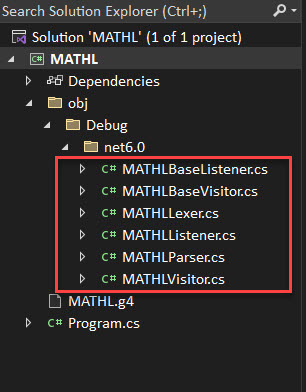 Search Solution Explorer (Ctrl+;)
Solution 'MATHL' (1 of 1 project)
C# MATHL
Dependencies
obj
Debug
net6.0
C# MATHLBaseListener.cs
C# MATHLBaseVisitor.cs
C# MATHLLexer.cs
C# MATHLListener.cs
C# MATHLParser.cs
C# MATHLVisitor.cs
MATHL.g4
C# Program.cs